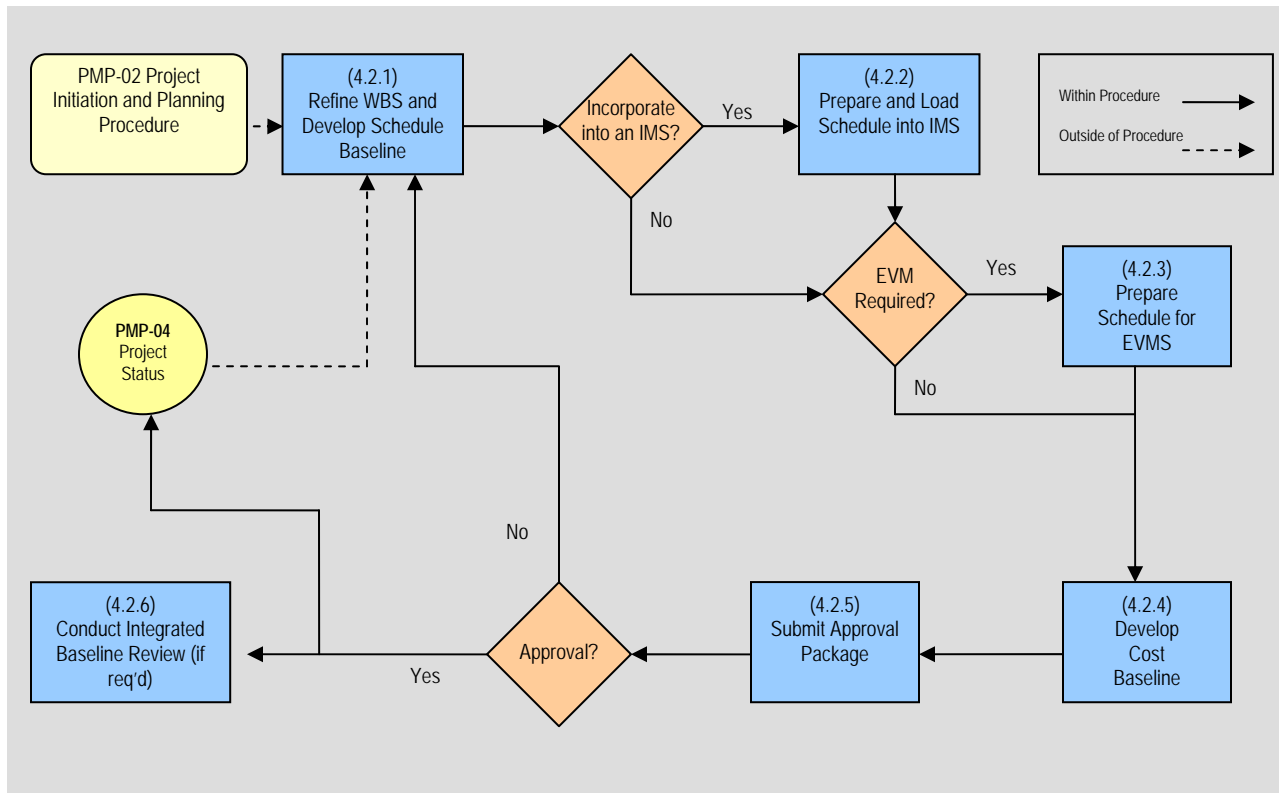 PMP-02 Project
Initiation and Planning
Procedure
(4.2.1)
Refine WBS and
Develop Schedule
Baseline
Incorporate
into an IMS?
Yes
No
(4.2.2)
Prepare and Load
Schedule into IMS
Within Procedure
Outside of Procedure
EVM
Required?
Yes
No
(4.2.3)
Prepare
Schedule for
EVMS
PMP-04
Project
Status
(4.2.6)
Conduct Integrated
Baseline Review (if
req'd)
Yes
No
Approval?
(4.2.5)
Submit Approval
Package
(4.2.4)
Develop
Cost
Baseline